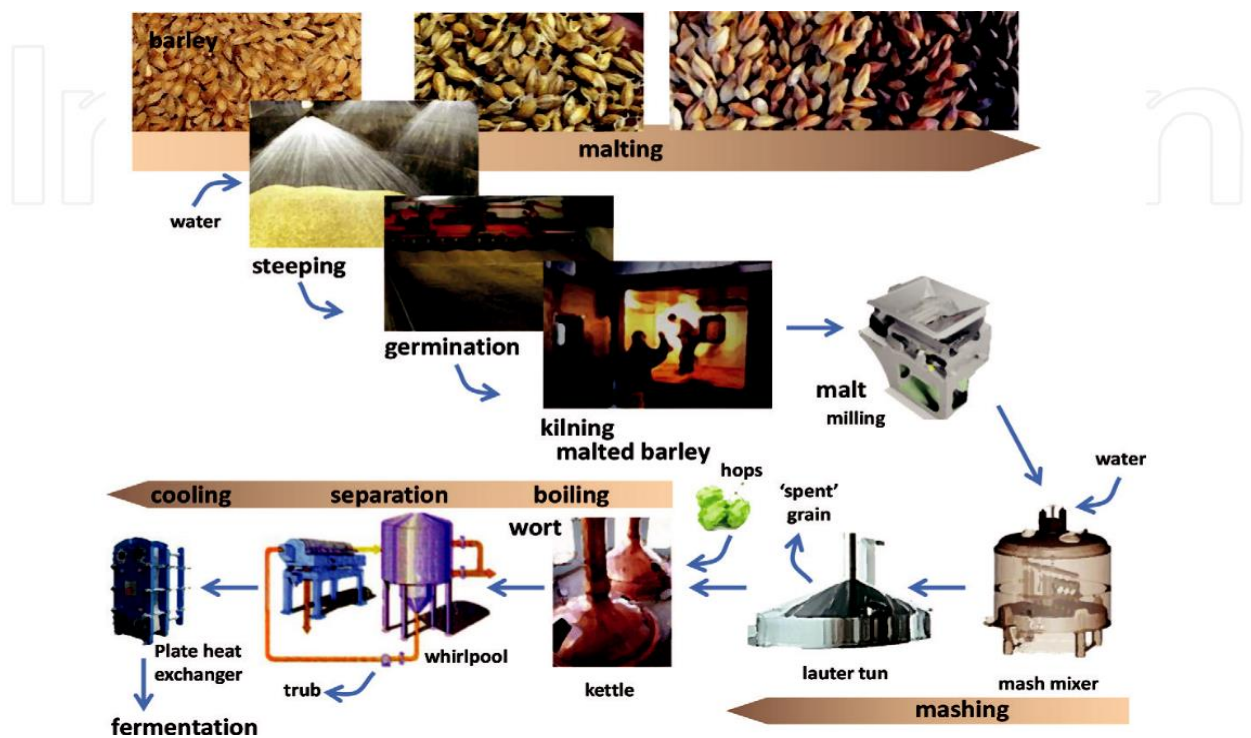 barley
malting
water
steeping
germination
kilning
malted barley
malt
milling
water
hops
'spent'
grain
cooling
separation
boiling
wort
Plate heat
exchanger
whirlpool
trub
kettle
lauter tun
mash mixer
mashing
fermentation